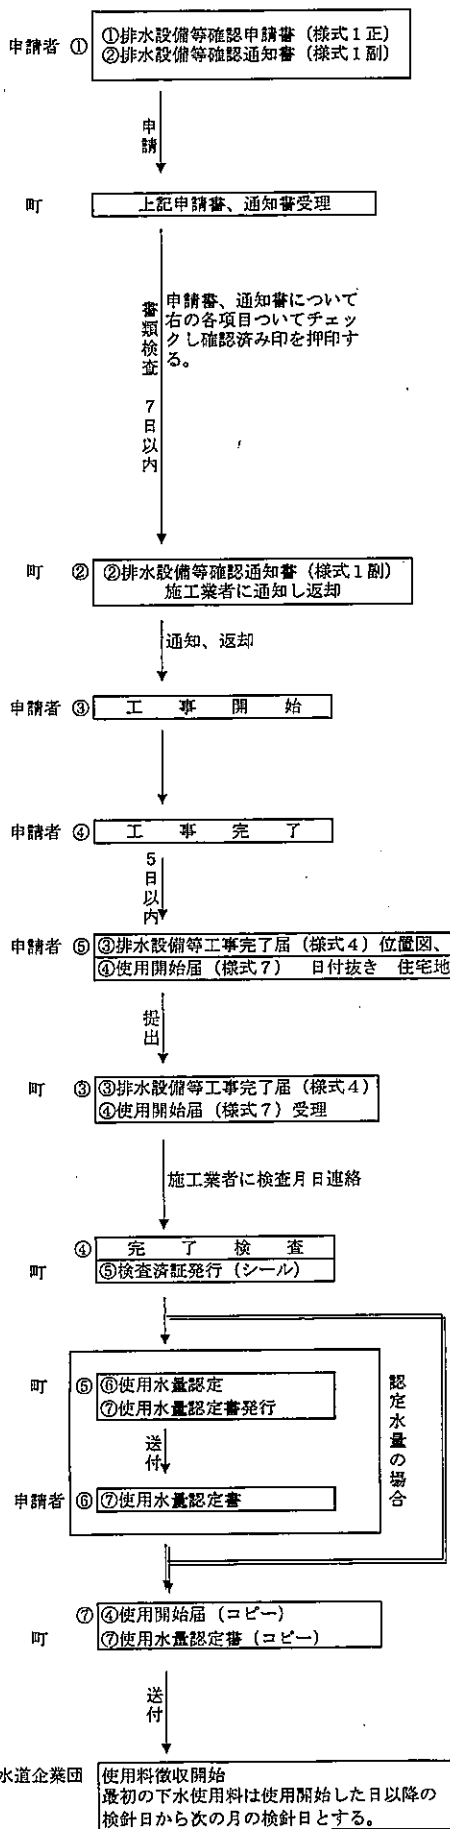 申請者 ① ①排水設備等確認申請書（様式１正）
②排水設備等確認通知書（様式１副）
申請
町 上記申請書、通知書受理
書類検査 ７日以内
申請書、通知書について
右の各項目ついてチェッ
クし確認済み印を押印す
る。
町 ② ②排水設備等確認通知書（様式１副）
施工業者に通知し返却
通知、返却
申請者 ③ 工 事 開 始
申請者 ④ 工 事 完 了
５日以内
申請者 ⑤ ③排水設備等工事完了届（様式４）位置図、
④使用開始届（様式７） 日付抜き 住宅地
提出
町 ③ ③排水設備等工事完了届（様式４）
④使用開始届（様式７）受理
施工業者に検査月日連絡
④ 完 了 検 査
町 ⑤検査済証発行（シール）
町 ⑤ ⑥使用水量認定
⑦使用水量認定書発行
認定水量の場合
送付
申請者 ⑥ ⑦使用水量認定書
⑦ ④使用開始届（コピー）
町 ⑦使用水量認定書（コピー）
送付
水道企業団 使用料徴収開始
最初の下水使用料は使用開始した日以降の
検針日から次の月の検針日とする。